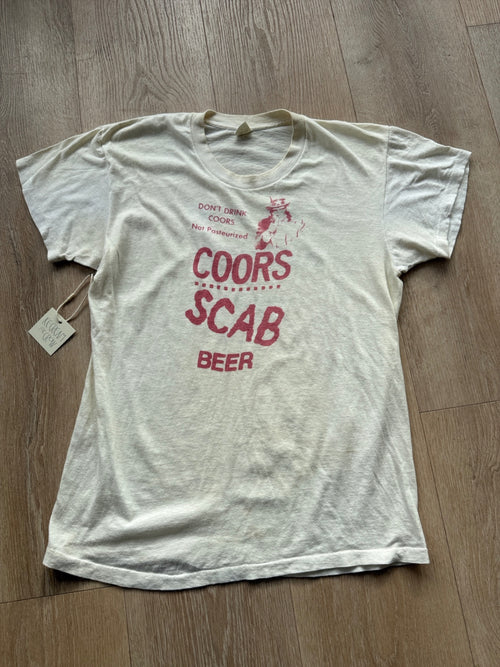 DON'T DRINK
COORS
Not Pasteurized
COORS
SCAB
BEER